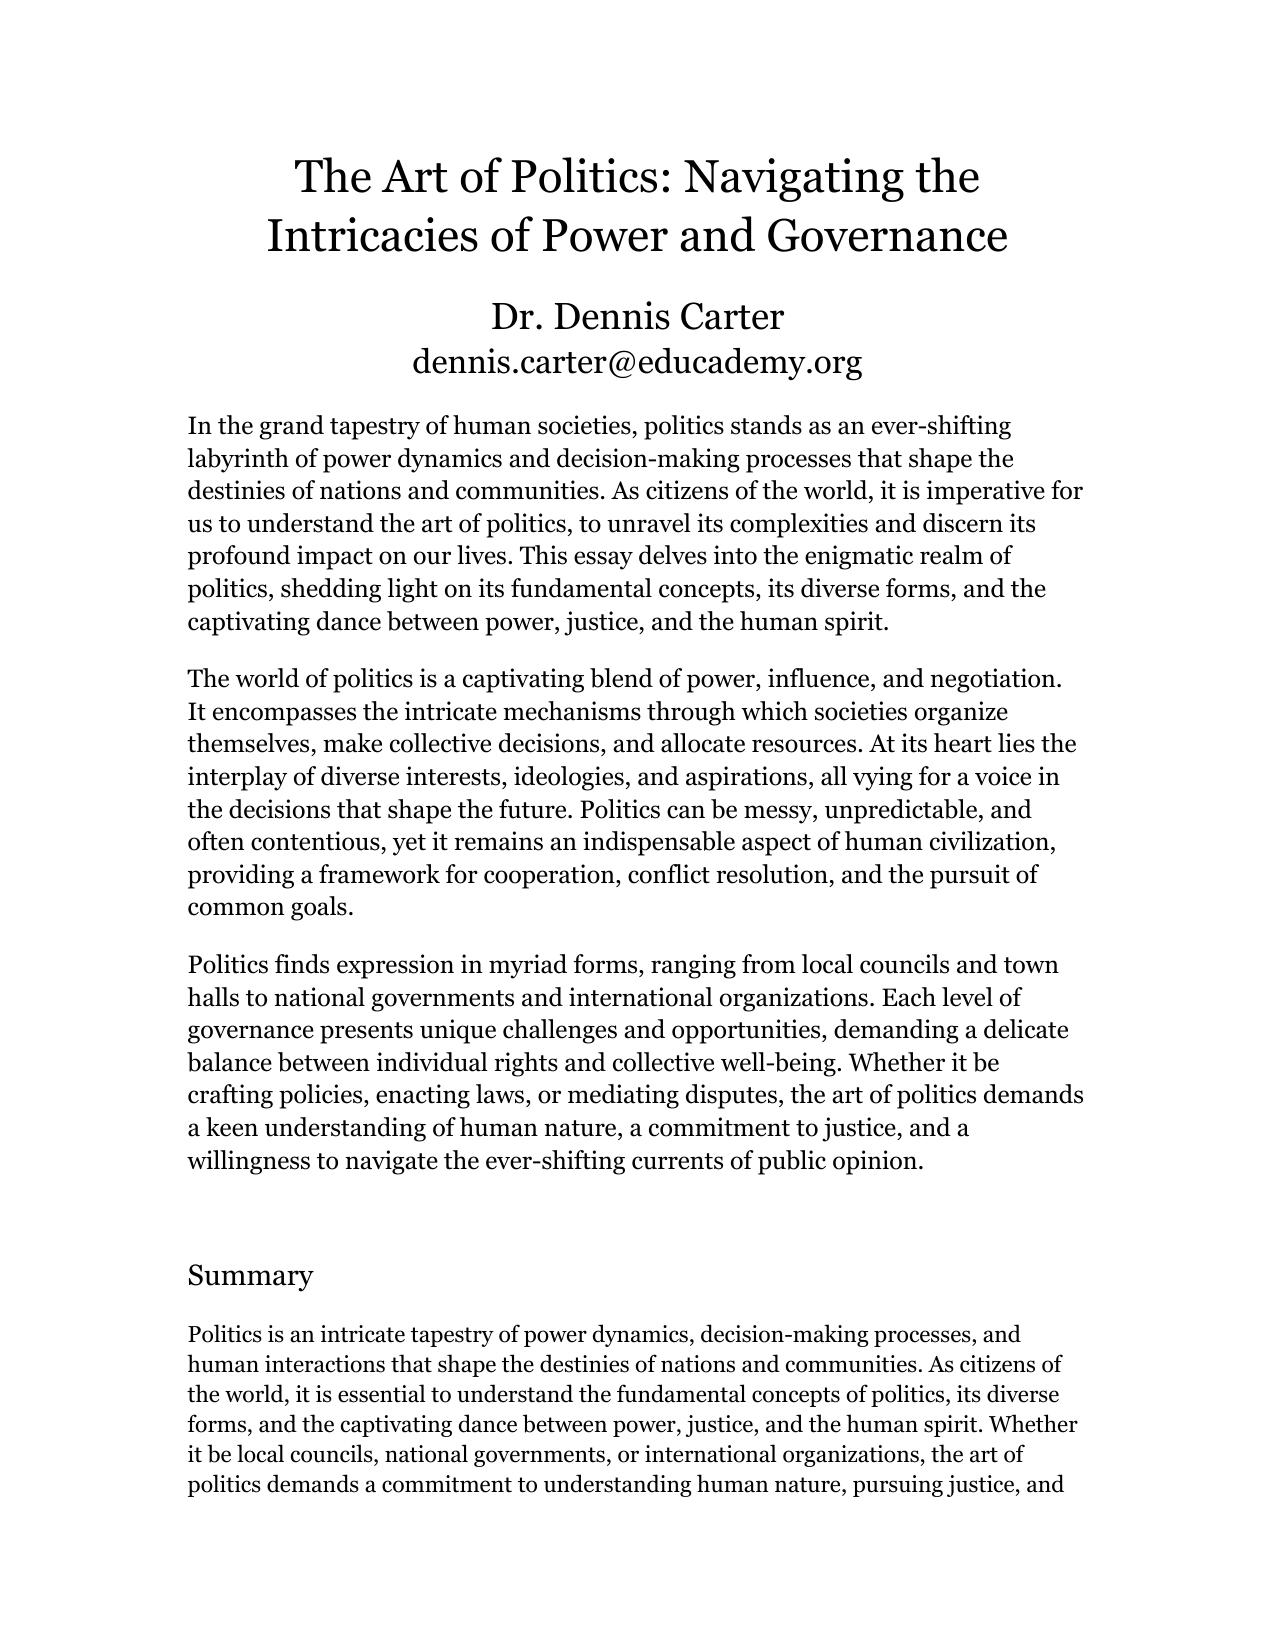 The Art of Politics: Navigating the
Intricacies of Power and Governance
Dr. Dennis Carter
dennis.carter@educademy.org
In the grand tapestry of human societies, politics stands as an ever-shifting
labyrinth of power dynamics and decision-making processes that shape the
destinies of nations and communities. As citizens of the world, it is imperative for
us to understand the art of politics, to unravel its complexities and discern its
profound impact on our lives. This essay delves into the enigmatic realm of
politics, shedding light on its fundamental concepts, its diverse forms, and the
captivating dance between power, justice, and the human spirit.
The world of politics is a captivating blend of power, influence, and negotiation.
It encompasses the intricate mechanisms through which societies organize
themselves, make collective decisions, and allocate resources. At its heart lies the
interplay of diverse interests, ideologies, and aspirations, all vying for a voice in
the decisions that shape the future. Politics can be messy, unpredictable, and
often contentious, yet it remains an indispensable aspect of human civilization,
providing a framework for cooperation, conflict resolution, and the pursuit of
common goals.
Politics finds expression in myriad forms, ranging from local councils and town
halls to national governments and international organizations. Each level of
governance presents unique challenges and opportunities, demanding a delicate
balance between individual rights and collective well-being. Whether it be
crafting policies, enacting laws, or mediating disputes, the art of politics demands
a keen understanding of human nature, a commitment to justice, and a
willingness to navigate the ever-shifting currents of public opinion.
Summary
Politics is an intricate tapestry of power dynamics, decision-making processes, and
human interactions that shape the destinies of nations and communities. As citizens of
the world, it is essential to understand the fundamental concepts of politics, its diverse
forms, and the captivating dance between power, justice, and the human spirit. Whether
it be local councils, national governments, or international organizations, the art of
politics demands a commitment to understanding human nature, pursuing justice, and